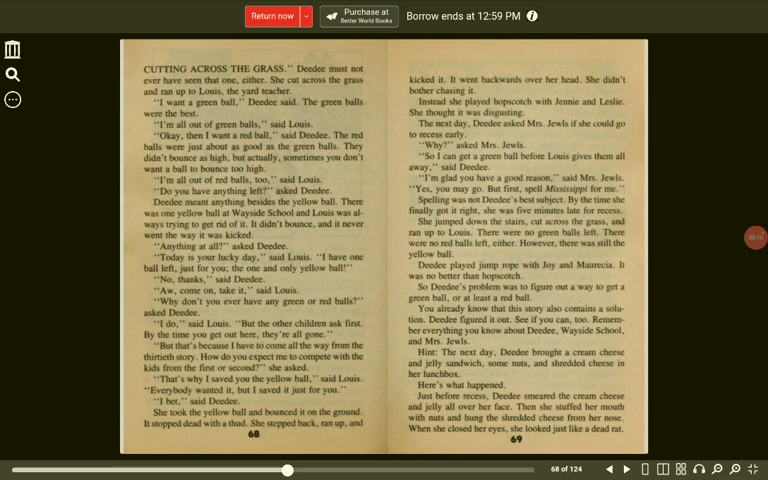 Return now
Purchase at
Better World Books
Borrow ends at 12:59 PM
CUTTING ACROSS THE GRASS." Deedee must not
ever have seen that one, either. She cut across the grass
and ran up to Louis, the yard teacher.
"I want a green ball," Deedee said. The green balls
were the best.
"I'm all out of green balls," said Louis.
"Okay, then I want a red ball," said Deedee. The red
balls were just about as good as the green balls. They
didn't bounce as high, but actually, sometimes you don't
want a ball to bounce too high.
"I'm all out of red balls, too," said Louis.
"Do you have anything left?" asked Deedee.
Deedee meant anything besides the yellow ball. There
was one yellow ball at Wayside School and Louis was al-
ways trying to get rid of it. It didn't bounce, and it never
went the way it was kicked.
"Anything at all?" asked Deedee.
"Today is your lucky day," said Louis. "I have one
ball left, just for you; the one and only yellow ball!"
"No, thanks," said Deedee.
"Aw, come on, take it," said Louis.
"Why don't you ever have any green or red balls?"
asked Deedee.
"I do," said Louis. "But the other children ask first.
By the time you get out here, they're all gone."
"But that's because I have to come all the way from the
thirtieth story. How do you expect me to compete with the
kids from the first or second?" she asked.
"That's why I saved you the yellow ball," said Louis.
"Everybody wanted it, but I saved it just for you."
"I bet," said Deedee.
She took the yellow ball and bounced it on the ground.
It stopped dead with a thud. She stepped back, ran up, and
68
kicked it. It went backwards over her head. She didn't
bother chasing it.
Instead she played hopscotch with Jennie and Leslie.
She thought it was disgusting.
The next day, Deedee asked Mrs. Jewls if she could go
to recess early.
"Why?" asked Mrs. Jewls.
"So I can get a green ball before Louis gives them all
away," said Deedee.
"I'm glad you have a good reason," said Mrs. Jewls.
"Yes, you may go. But first, spell Mississippi for me."
Spelling was not Deedee's best subject. By the time she
finally got it right, she was five minutes late for recess.
She jumped down the stairs, cut across the grass, and
ran up to Louis. There were no green balls left. There
were no red balls left, either. However, there was still the
yellow ball.
Deedee played jump rope with Joy and Maurecia. It
was no better than hopscotch.
So Deedee's problem was to figure out a way to get a
green ball, or at least a red ball.
You already know that this story also contains a solu-
tion. Deedee figured it out. See if you can, too. Remem-
ber everything you know about Deedee, Wayside School,
and Mrs. Jewls.
Hint: The next day, Deedee brought a cream cheese
and jelly sandwich, some nuts, and shredded cheese in
her lunchbox.
Here's what happened.
Just before recess, Deedee smeared the cream cheese
and jelly all over her face. Then she stuffed her mouth
with nuts and hung the shredded cheese from her nose.
When she closed her eyes, she looked just like a dead rat.
69
68 of 124